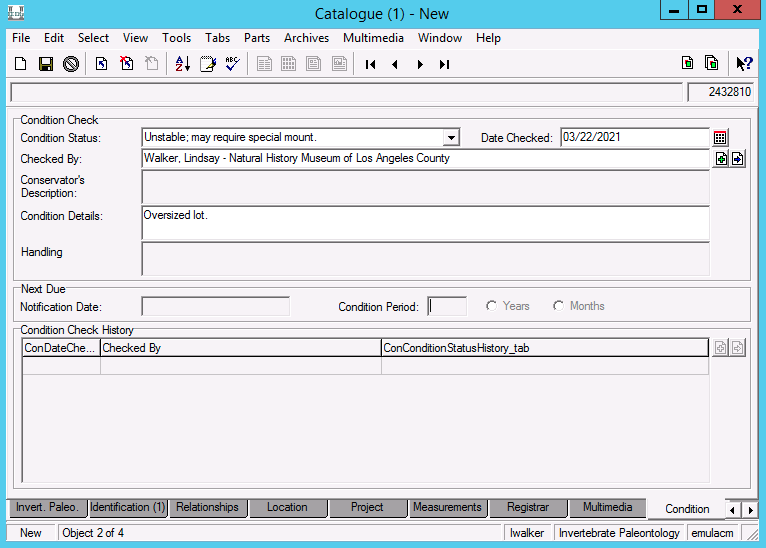 Catalogue (1) - New
File Edit Select View Tools Tabs Parts Archives Multimedia Window Help
2432810
Condition Check
Condition Status: Unstable; may require special mount. Date Checked: 03/22/2021
Checked By: Walker, Lindsay - Natural History Museum of Los Angeles County
Conservator's
Description:
Condition Details: Oversized lot.
Handling
Next Due
Notification Date: Condition Period: Years Months
Condition Check History
ConDateChe... Checked By ConConditionStatusHistory_tab
Invert. Paleo. Identification (1) Relationships Location Project Measurements Registrar Multimedia Condition
New Object 2 of 4 lwalker Invertebrate Paleontology emulacm